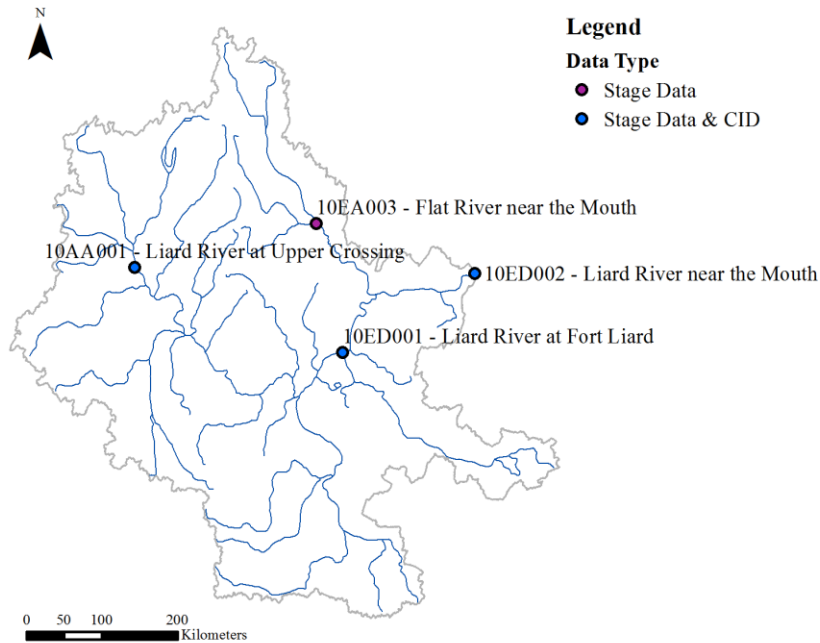 N
Legend
Data Type
Stage Data
Stage Data & CID
10EA003 - Flat River near the Mouth
10AA001 - Liard River at Upper Crossing
10ED002 - Liard River near the Mouth
10ED001 - Liard River at Fort Liard
0 50 100 200
Kilometers